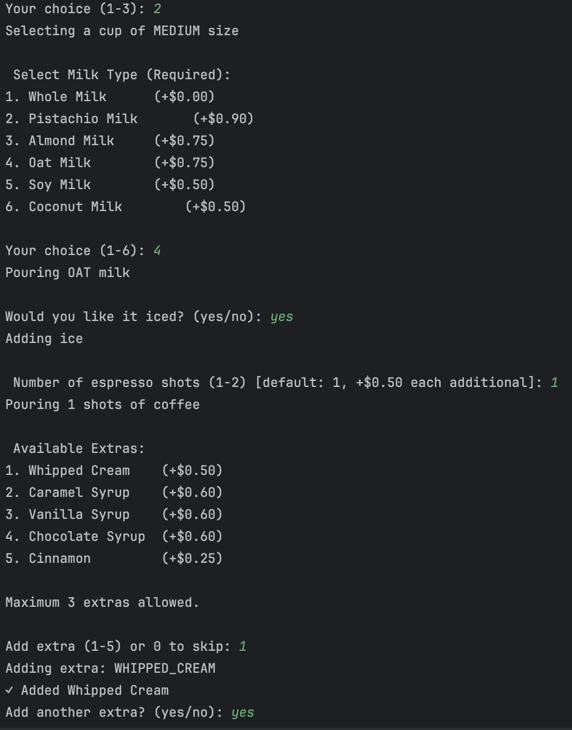 Your choice (1-3): 2
Selecting a cup of MEDIUM size
Select Milk Type (Required):
1. Whole Milk      (+$0.00)
2. Pistachio Milk       (+$0.90)
3. Almond Milk     (+$0.75)
4. Oat Milk        (+$0.75)
5. Soy Milk        (+$0.50)
6. Coconut Milk        (+$0.50)
Your choice (1-6): 4
Pouring OAT milk
Would you like it iced? (yes/no): yes
Adding ice
Number of espresso shots (1-2) [default: 1, +$0.50 each additional]: 1
Pouring 1 shots of coffee
Available Extras:
1. Whipped Cream    (+$0.50)
2. Caramel Syrup    (+$0.60)
3. Vanilla Syrup    (+$0.60)
4. Chocolate Syrup  (+$0.60)
5. Cinnamon         (+$0.25)
Maximum 3 extras allowed.
Add extra (1-5) or 0 to skip: 1
Adding extra: WHIPPED_CREAM
✓ Added Whipped Cream
Add another extra? (yes/no): yes